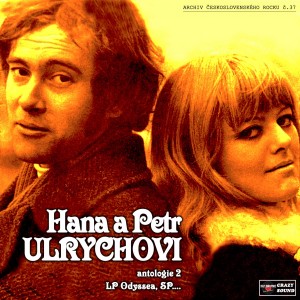 ARCHIV ČESKOSLOVENSKÉHO ROCKU č.37
Hana a Petr
ULRYCHOVI
antologie 2
LP Odyssea, SP....
CRAZY
SOUND